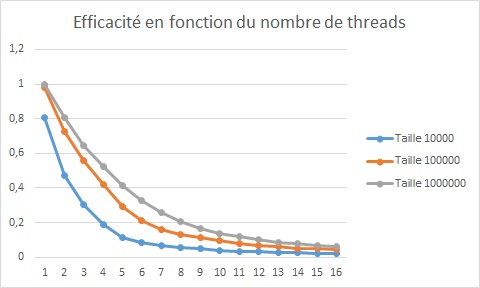 Efficacité en fonction du nombre de threads
1,2
1
0,8
0,6
0,4
0,2
0
1 2 3 4 5 6 7 8 9 10 11 12 13 14 15 16
Taille 10000
Taille 100000
Taille 1000000